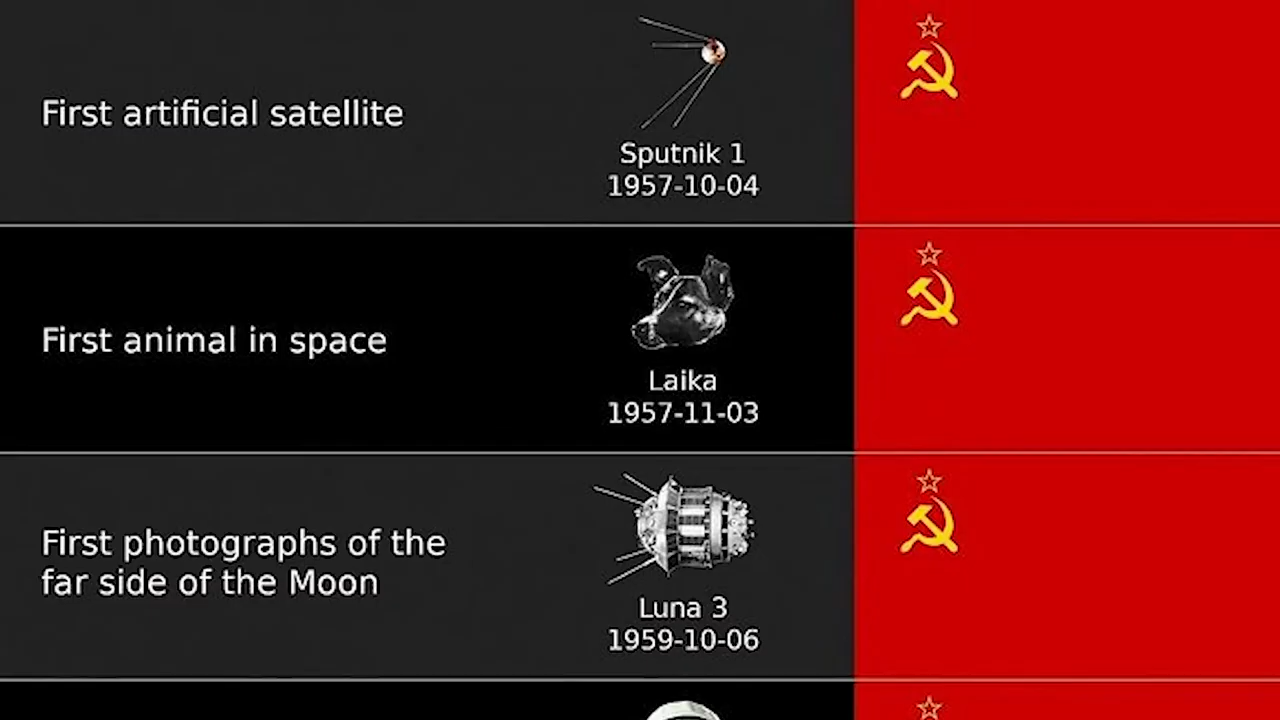 First artificial satellite
Sputnik 1
1957-10-04
First animal in space
Laika
1957-11-03
First photographs of the
far side of the Moon
Luna 3
1959-10-06